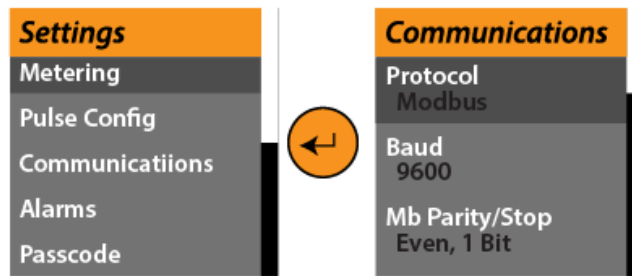 Settings
Metering
Pulse Config
Communicatiions
Alarms
Passcode
Communications
Protocol
Modbus
Baud
9600
Mb Parity/Stop
Even, 1 Bit